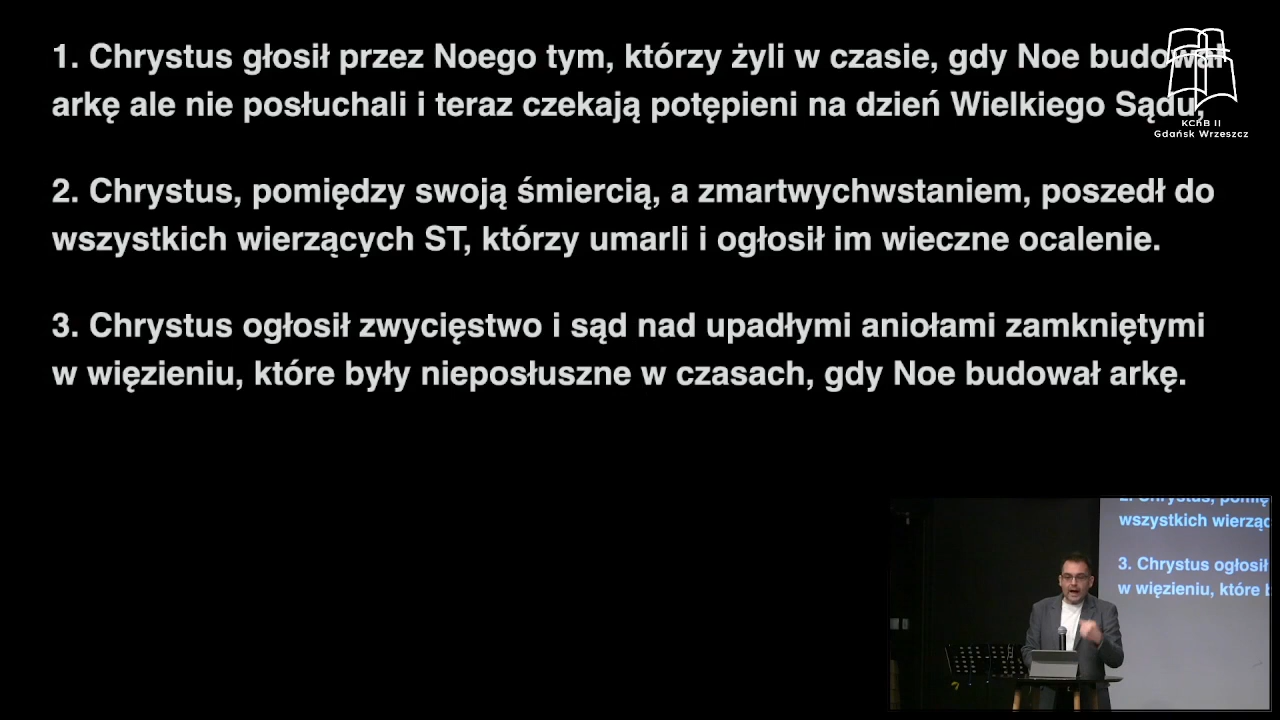 1. Chrystus głosił przez Noego tym, którzy żyli w czasie, gdy Noe budował
arkę ale nie posłuchali i teraz czekają potępieni na dzień Wielkiego Sądu,
KChB II
Gdańsk Wrzeszcz
2. Chrystus, pomiędzy swoją śmiercią, a zmartwychwstaniem, poszedł do
wszystkich wierzących ST, którzy umarli i ogłosił im wieczne ocalenie.
3. Chrystus ogłosił zwycięstwo i sąd nad upadłymi aniołami zamkniętymi
w więzieniu, które były nieposłuszne w czasach, gdy Noe budował arkę.
2. Chrystus, pomię
wszystkich wierząc
3. Chrystus ogłosił
w więzieniu, które b